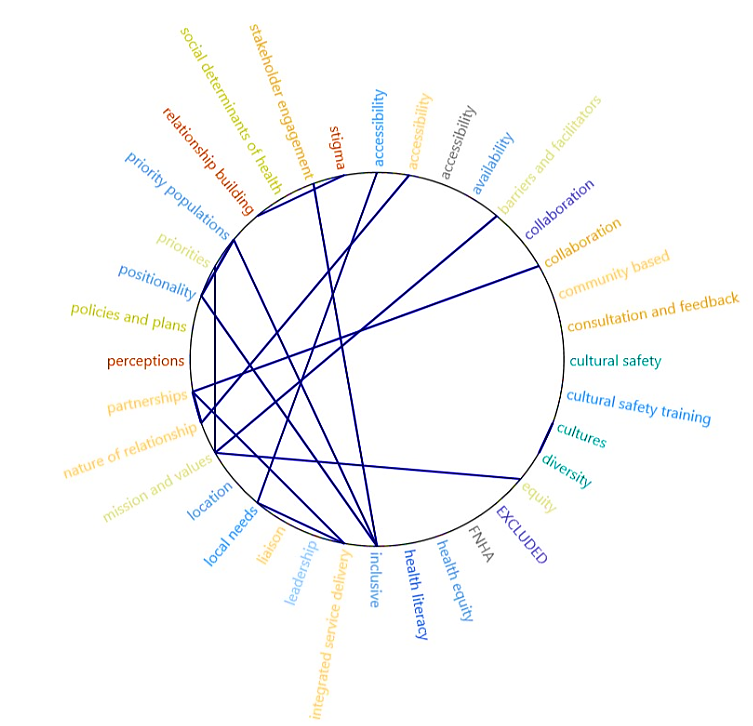 accessibility
accessibility
accessibility
availability
barriers and facilitators
collaboration
collaboration
community based
consultation and feedback
cultural safety
cultural safety training
cultures
diversity
equity
EXCLUDED
FNHA
health equity
health literacy
inclusive
integrated service delivery
leadership
liaison
local needs
location
mission and values
nature of relationship
partnerships
perceptions
policies and plans
positionality
priorities
priority populations
relationship building
social determinants of health
stakeholder engagement
stigma